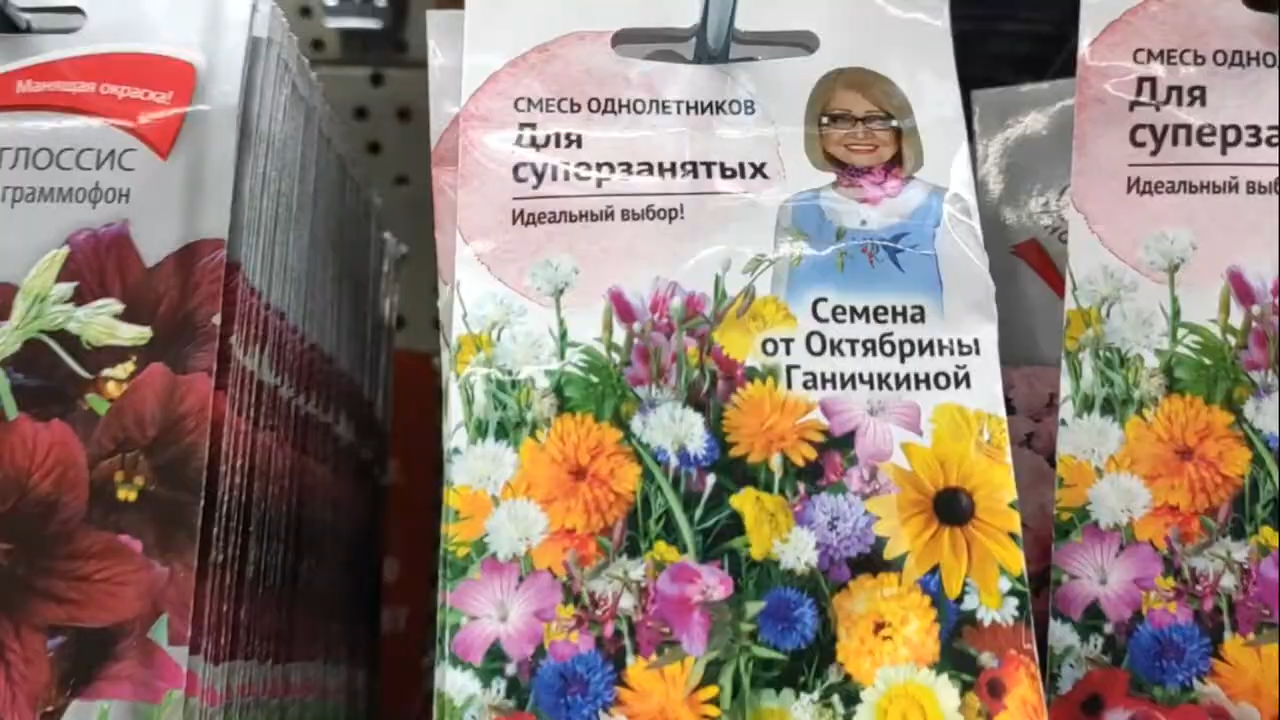 Манящая окраска!
ГЛОССИС
граммофон
СМЕСЬ ОДНОЛЕТНИКОВ
Для
суперзанятых
Идеальный выбор!
Семена
от Октябрины
Ганичкиной
СМЕСЬ ОДНО
Для
суперза
Идеальный выб